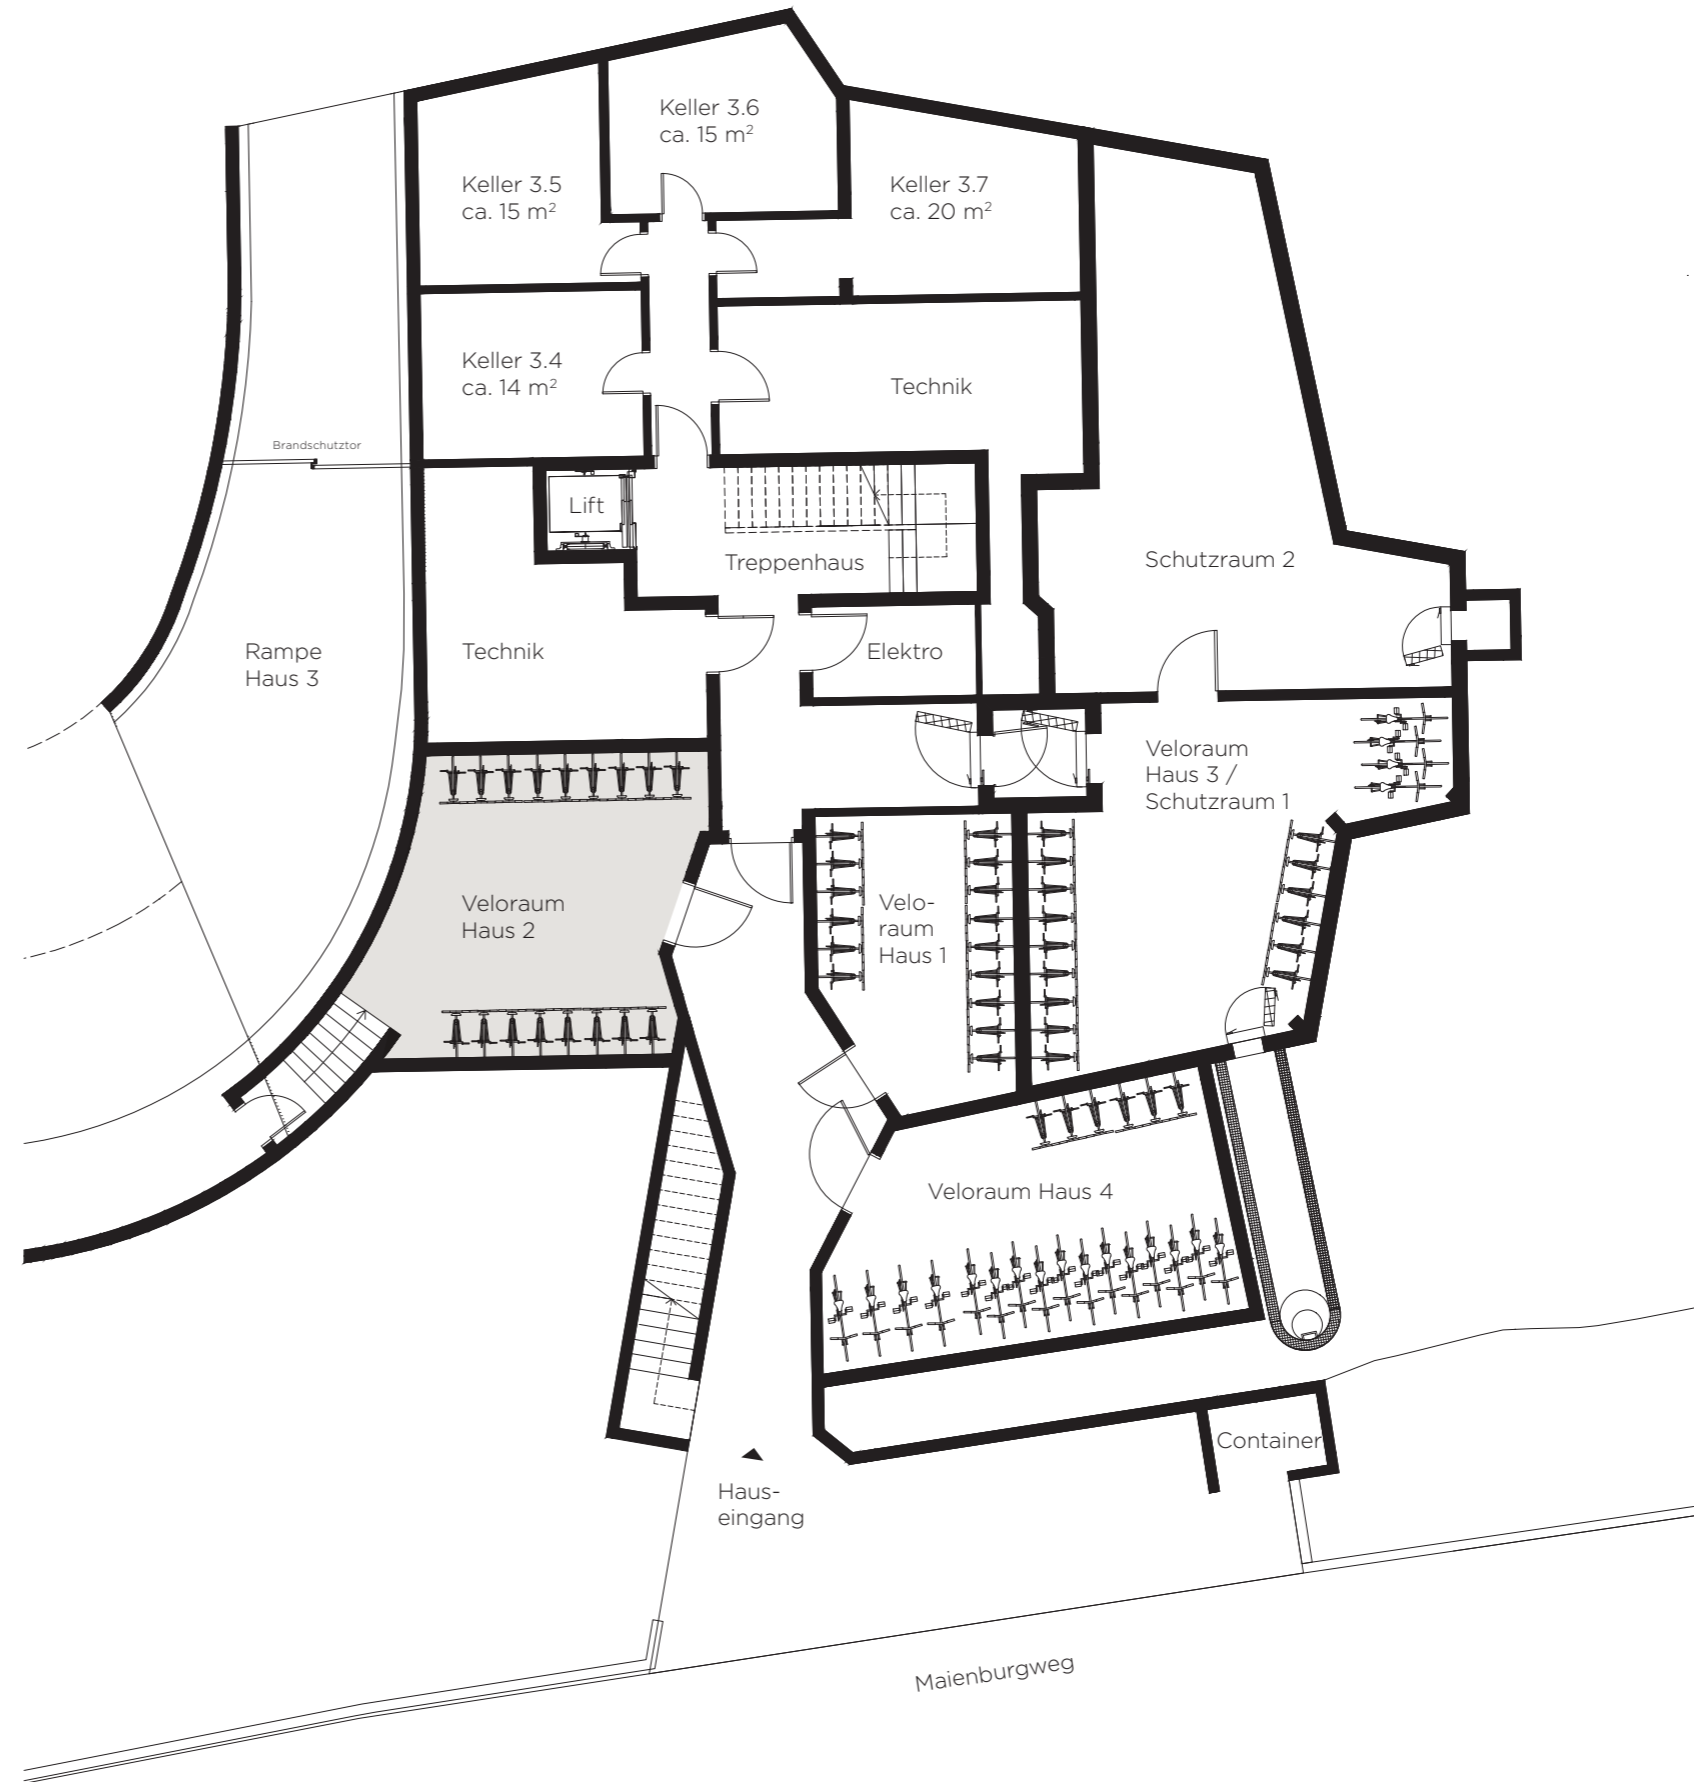 Keller 3.6
ca. 15 m²
Keller 3.5
ca. 15 m²
Keller 3.7
ca. 20 m²
Keller 3.4
ca. 14 m²
Technik
Brandschutztor
Lift
Treppenhaus
Schutzraum 2
Rampe
Haus 3
Technik
Elektro
Veloraum
Haus 3 /
Schutzraum 1
Veloraum
Haus 2
Velo-
raum
Haus 1
Veloraum Haus 4
Container
Haus-
eingang
Maienburgweg